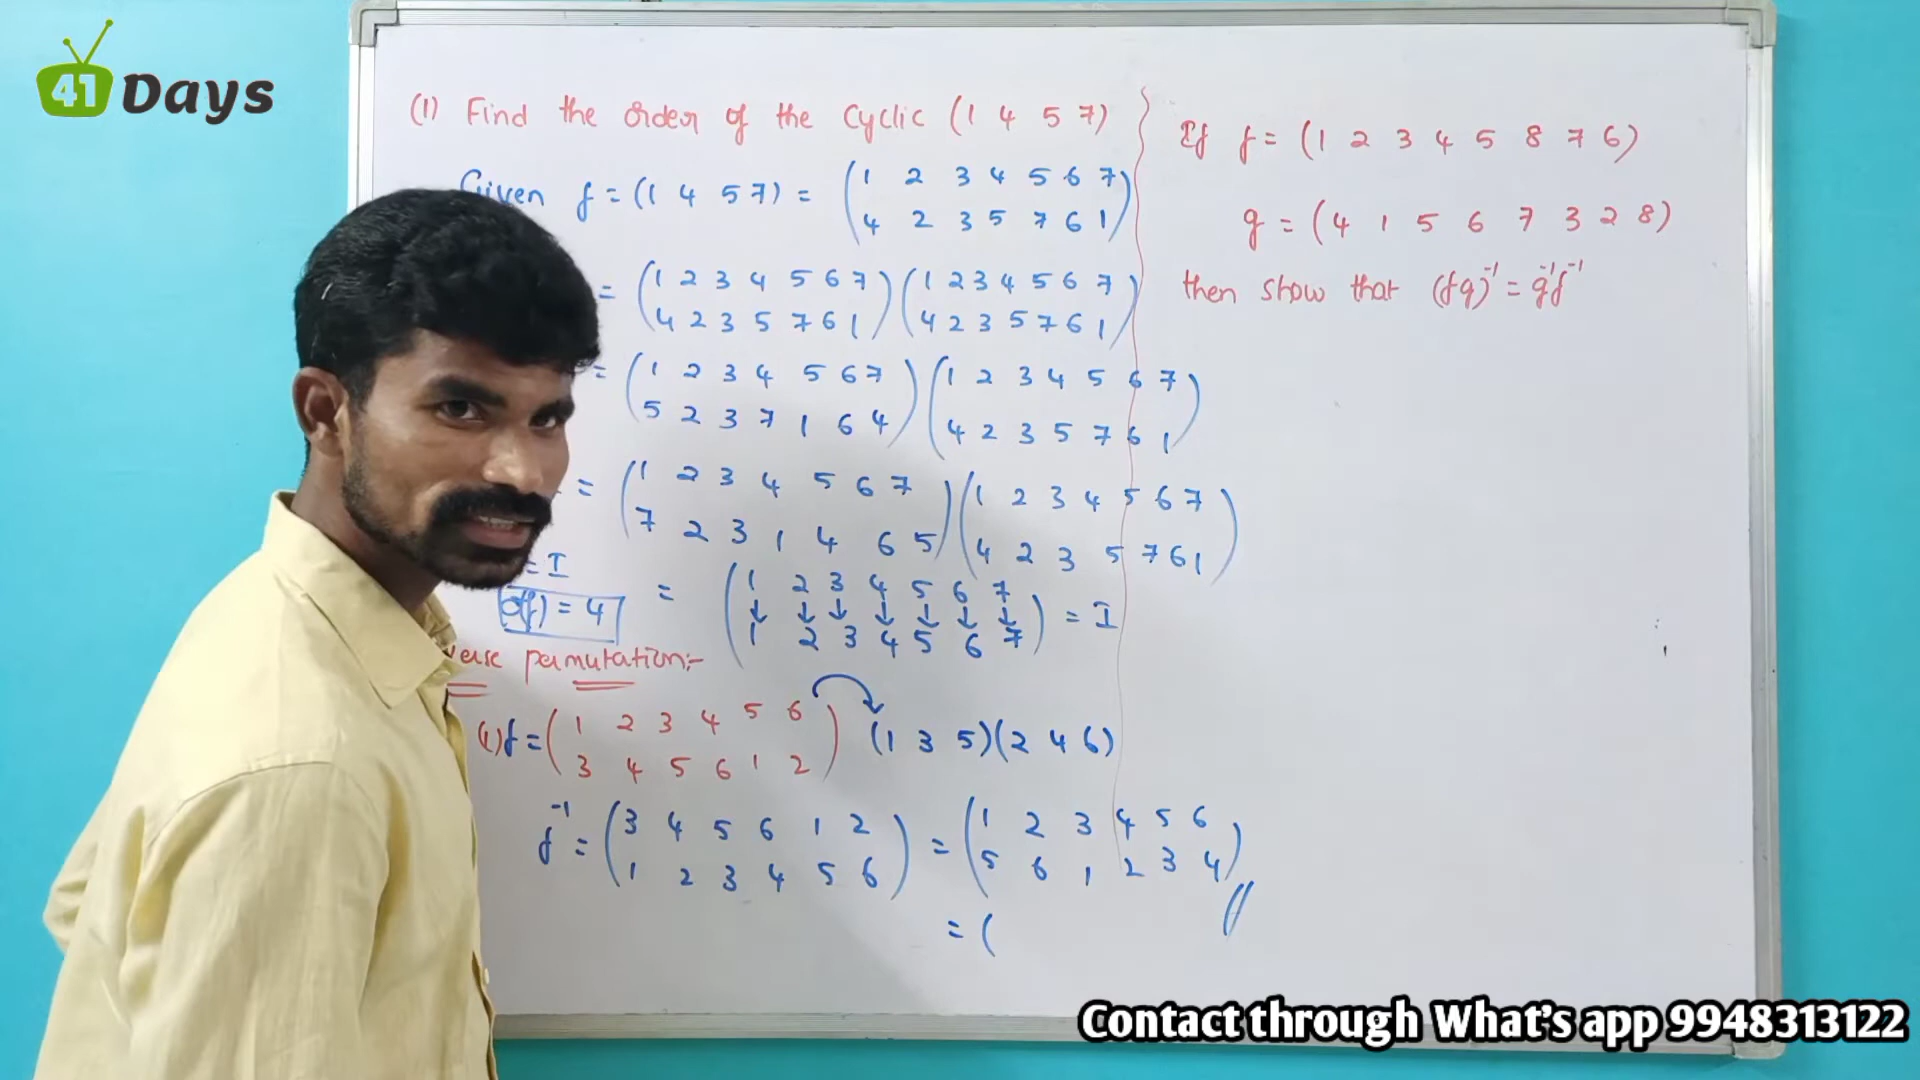 41 Days
(1) Find the order of the Cyclic (1 4 5 7)
Given f = (1 4 5 7) = (1 2 3 4 5 6 7
4 2 3 5 7 6 1)
= (1 2 3 4 5 6 7 (1 2 3 4 5 6 7
4 2 3 5 7 6 1) 4 2 3 5 7 6 1)
= (1 2 3 4 5 6 7 (1 2 3 4 5 6 7
5 2 3 7 1 6 4) 4 2 3 5 7 6 1)
= (1 2 3 4 5 6 7 (1 2 3 4 5 6 7
7 2 3 1 4 6 5) 4 2 3 5 7 6 1)
= I
= (1 2 3 4 5 6 7
↓ ↓ ↓ ↓ ↓ ↓ ↓ = I
1 2 3 4 5 6 7)
o(f) = 4
permutation:-
f = (1 2 3 4 5 6
3 4 5 6 1 2) (1 3 5)(2 4 6)
f⁻¹ = (3 4 5 6 1 2 = (1 2 3 4 5 6
1 2 3 4 5 6) 5 6 1 2 3 4)
= (
If f = (1 2 3 4 5 8 7 6)
g = (4 1 5 6 7 3 2 8)
then show that (fg)⁻¹ = g⁻¹f⁻¹
Contact through What's app 9948313122